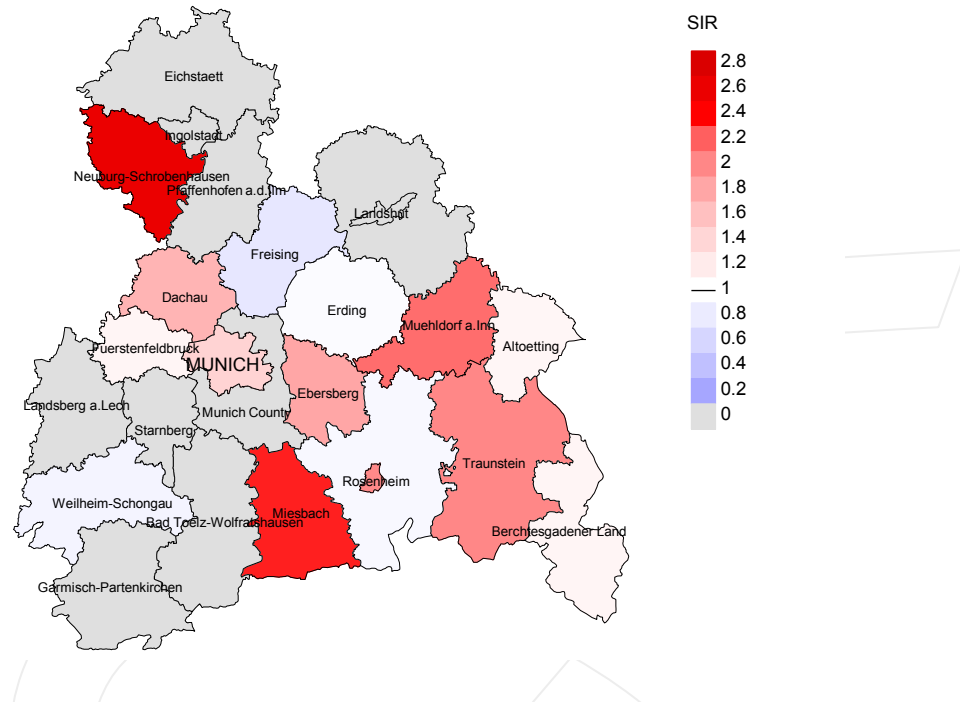 SIR
2.8
2.6
2.4
2.2
2
1.8
1.6
1.4
1.2
1
0.8
0.6
0.4
0.2
0
Eichstaett
Ingolstadt
Neuburg-Schrobenhausen
Pfaffenhofen a.d.Ilm
Landshut
Freising
Dachau
Erding
Muehldorf a.Inn
Altoetting
Fuerstenfeldbruck
MUNICH
Ebersberg
Landsberg a.Lech
Munich County
Starnberg
Traunstein
Rosenheim
Weilheim-Schongau
Miesbach
Bad Toelz-Wolfratshausen
Berchtesgadener Land
Garmisch-Partenkirchen